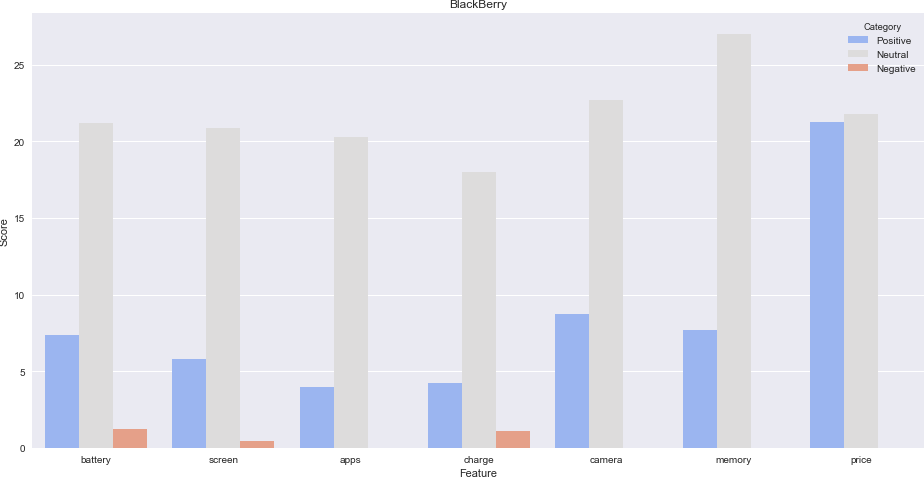 BlackBerry
Category
Positive
Neutral
Negative
25
20
15
10
5
0
Score
battery screen apps charge camera memory price
Feature